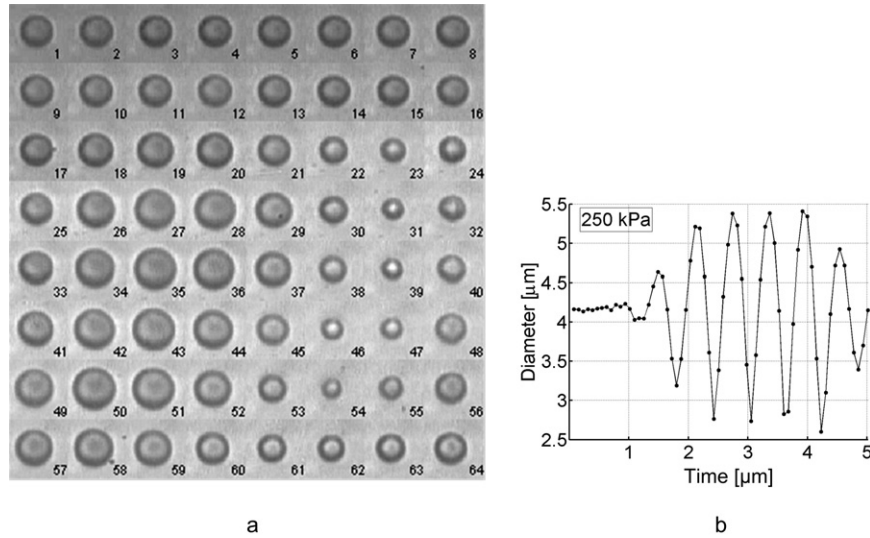 1 2 3 4 5 6 7 8
9 10 11 12 13 14 15 16
17 18 19 20 21 22 23 24
25 26 27 28 29 30 31 32
33 34 35 36 37 38 39 40
41 42 43 44 45 46 47 48
49 50 51 52 53 54 55 56
57 58 59 60 61 62 63 64
a
250 kPa
5.5
5
4.5
4
3.5
3
2.5
Diameter [µm]
1 2 3 4 5
Time [µm]
b